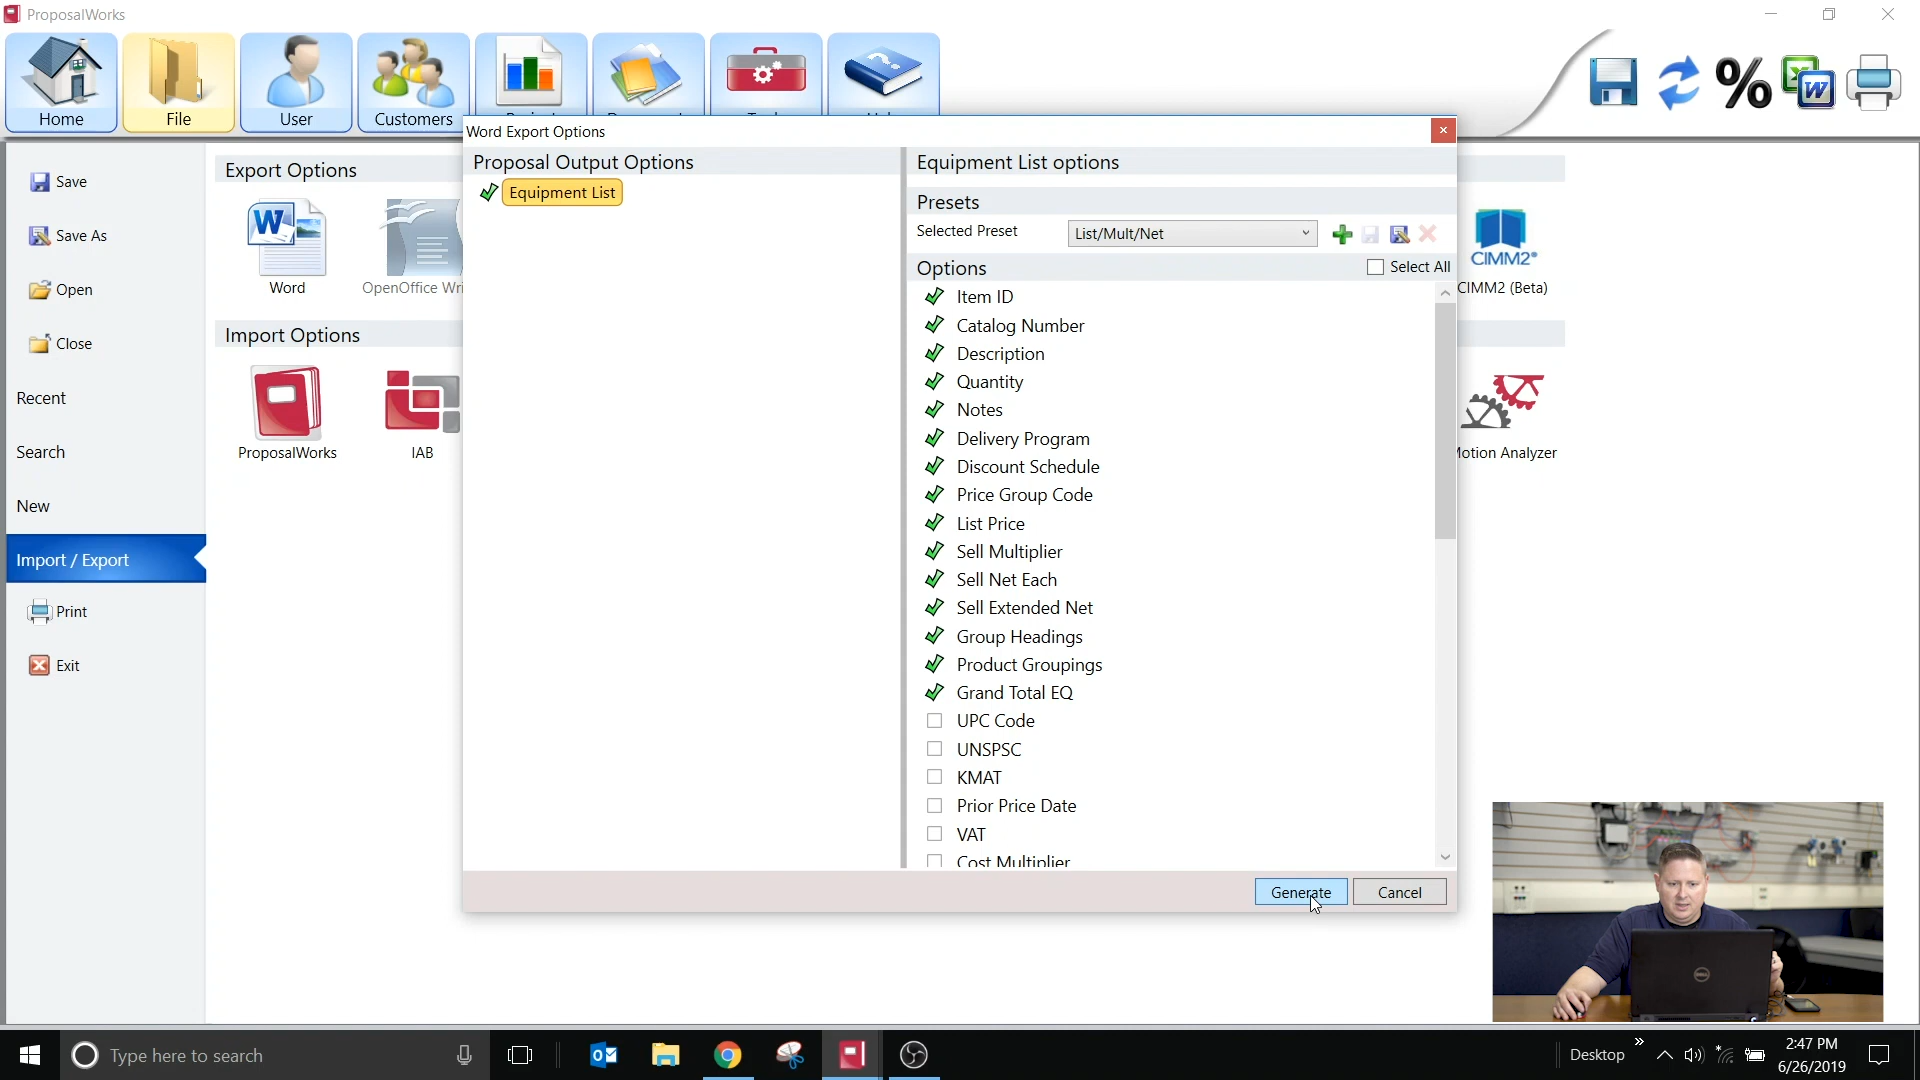 ProposalWorks
Home
File
User
Customers
Word Export Options
Proposal Output Options
Equipment List
Equipment List options
Presets
Selected Preset
List/Mult/Net
Options
Select All
Item ID
Catalog Number
Description
Quantity
Notes
Delivery Program
Discount Schedule
Price Group Code
List Price
Sell Multiplier
Sell Net Each
Sell Extended Net
Group Headings
Product Groupings
Grand Total EQ
UPC Code
UNSPSC
KMAT
Prior Price Date
VAT
Cost Multiplier
Generate
Cancel
Save
Save As
Open
Close
Recent
Search
New
Import / Export
Print
Exit
Export Options
Word
OpenOffice Wri
CIMM2®
CIMM2 (Beta)
Import Options
ProposalWorks
IAB
Motion Analyzer
Type here to search
Desktop
2:47 PM
6/26/2019